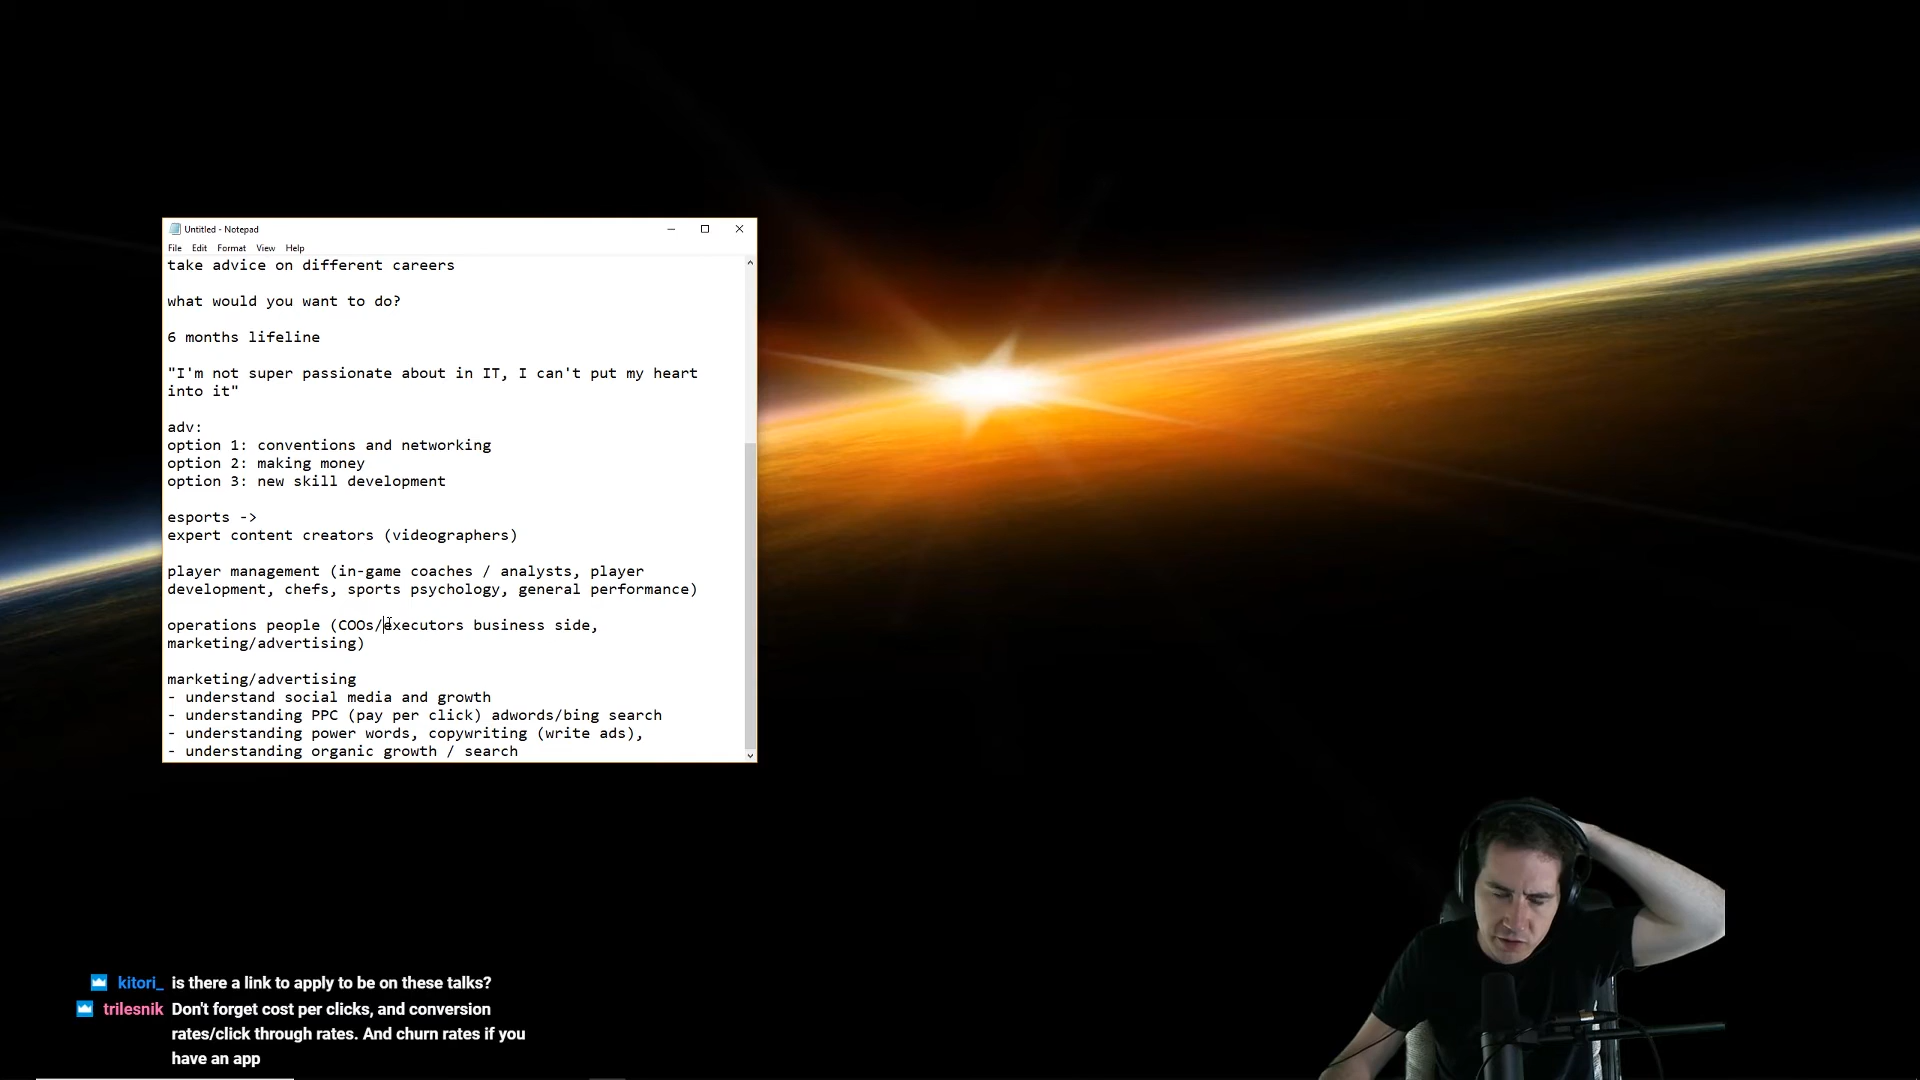 Untitled - Notepad
File Edit Format View Help
take advice on different careers
what would you want to do?
6 months lifeline
"I'm not super passionate about in IT, I can't put my heart
into it"
adv:
option 1: conventions and networking
option 2: making money
option 3: new skill development
esports ->
expert content creators (videographers)
player management (in-game coaches / analysts, player
development, chefs, sports psychology, general performance)
operations people (COOs/executors business side,
marketing/advertising)
marketing/advertising
- understand social media and growth
- understanding PPC (pay per click) adwords/bing search
- understanding power words, copywriting (write ads),
- understanding organic growth / search
kitori_ is there a link to apply to be on these talks?
trilesnik Don't forget cost per clicks, and conversion
rates/click through rates. And churn rates if you
have an app